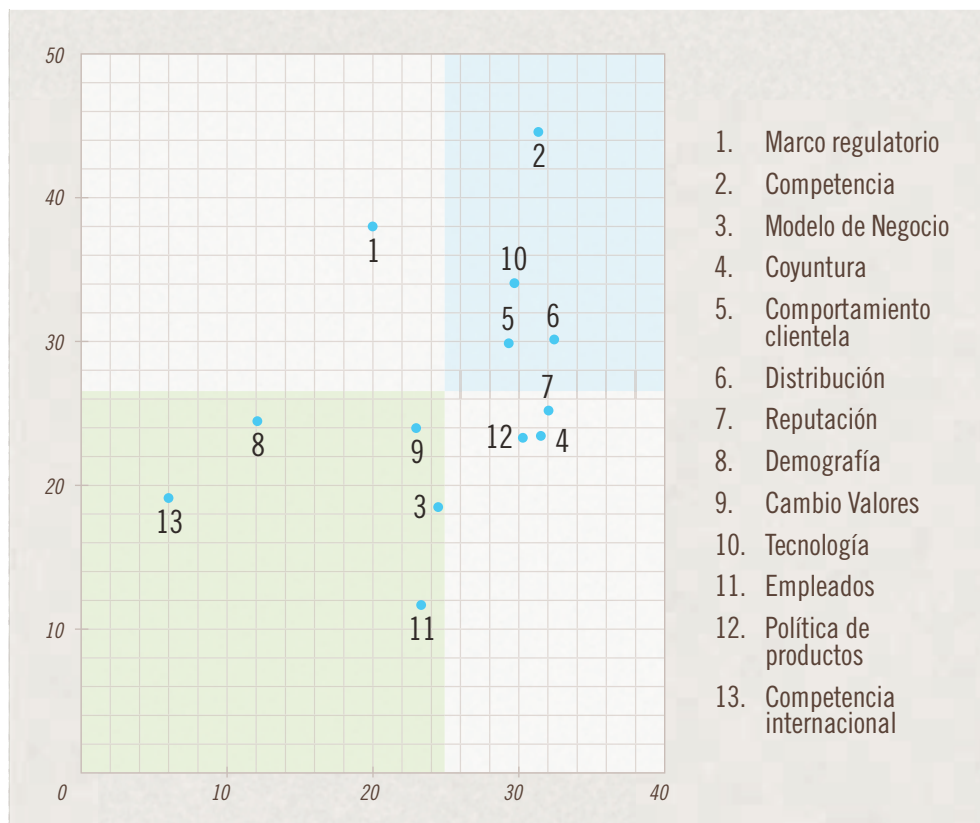 50
40
30
20
10
0
10
20
30
40
2
1
10
5
6
7
8
9
12
4
13
3
11
1. Marco regulatorio
2. Competencia
3. Modelo de Negocio
4. Coyuntura
5. Comportamiento
clientela
6. Distribución
7. Reputación
8. Demografía
9. Cambio Valores
10. Tecnología
11. Empleados
12. Política de
productos
13. Competencia
internacional